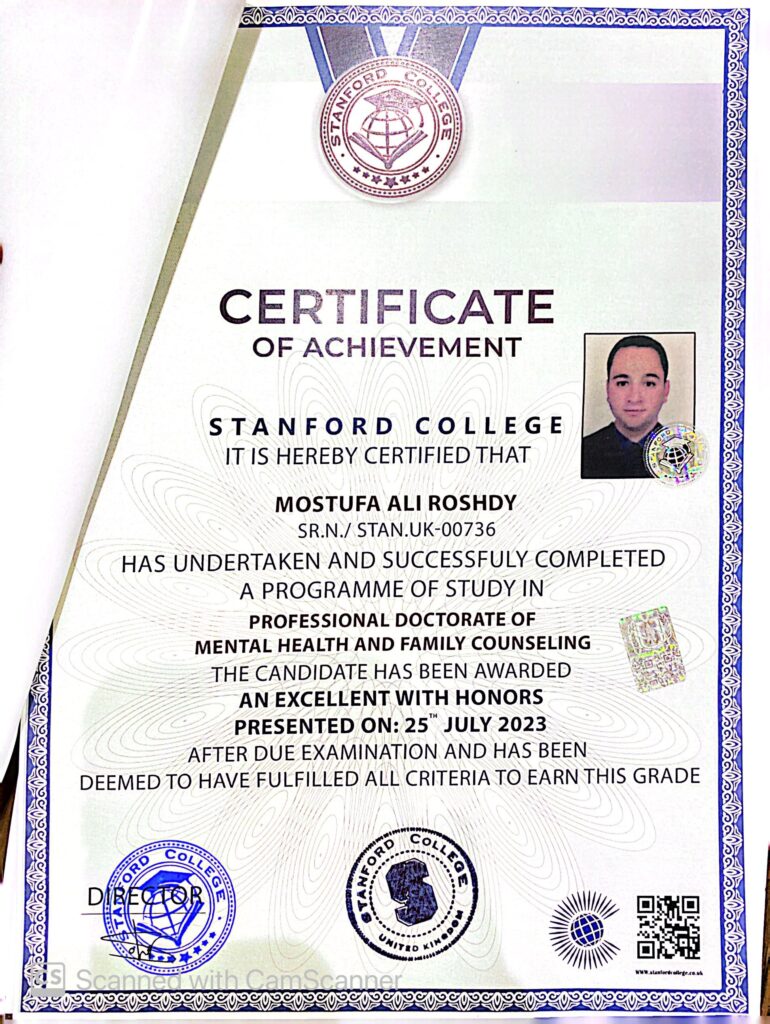 STANFORD COLLEGE
CERTIFICATE
OF ACHIEVEMENT
STANFORD COLLEGE
IT IS HEREBY CERTIFIED THAT
MOSTUFA ALI ROSHDY
SR.N./ STAN.UK-00736
HAS UNDERTAKEN AND SUCCESSFULY COMPLETED
A PROGRAMME OF STUDY IN
PROFESSIONAL DOCTORATE OF
MENTAL HEALTH AND FAMILY COUNSELING
THE CANDIDATE HAS BEEN AWARDED
AN EXCELLENT WITH HONORS
PRESENTED ON: 25TH JULY 2023
AFTER DUE EXAMINATION AND HAS BEEN
DEEMED TO HAVE FULFILLED ALL CRITERIA TO EARN THIS GRADE
STANFORD COLLEGE
DIRECTOR
STANFORD COLLEGE
S
UNITED KINGDOM
www.stanfordcollege.co.uk
CS Scanned with CamScanner